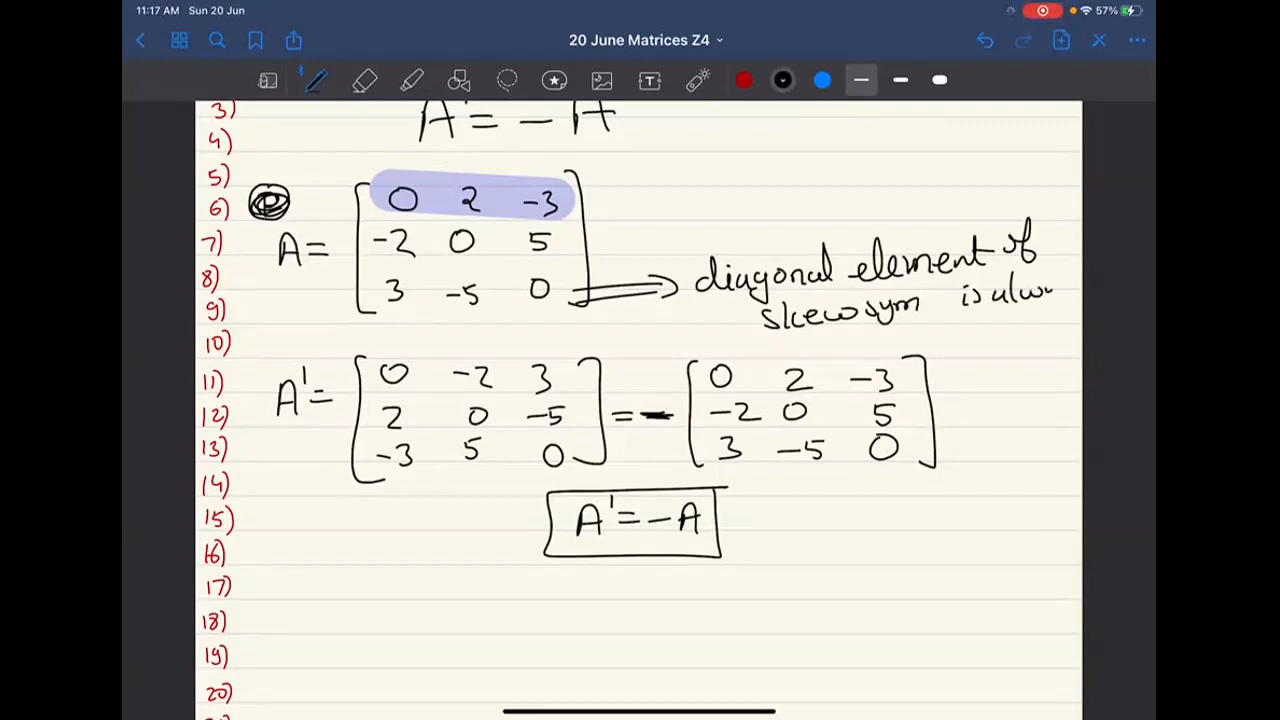 11:17 AM Sun 20 Jun
57%
20 June Matrices Z4
3)
A' = - A
4)
5)
6) 0 2 -3
7) A = -2 0 5
diagonal element of
8) 3 -5 0
9) skewsym is alwa
10)
11) A' = 0 -2 3 0 2 -3
12) 2 0 -5 = - -2 0 5
13) -3 5 0 3 -5 0
14)
15) A' = -A
16)
17)
18)
19)
20)